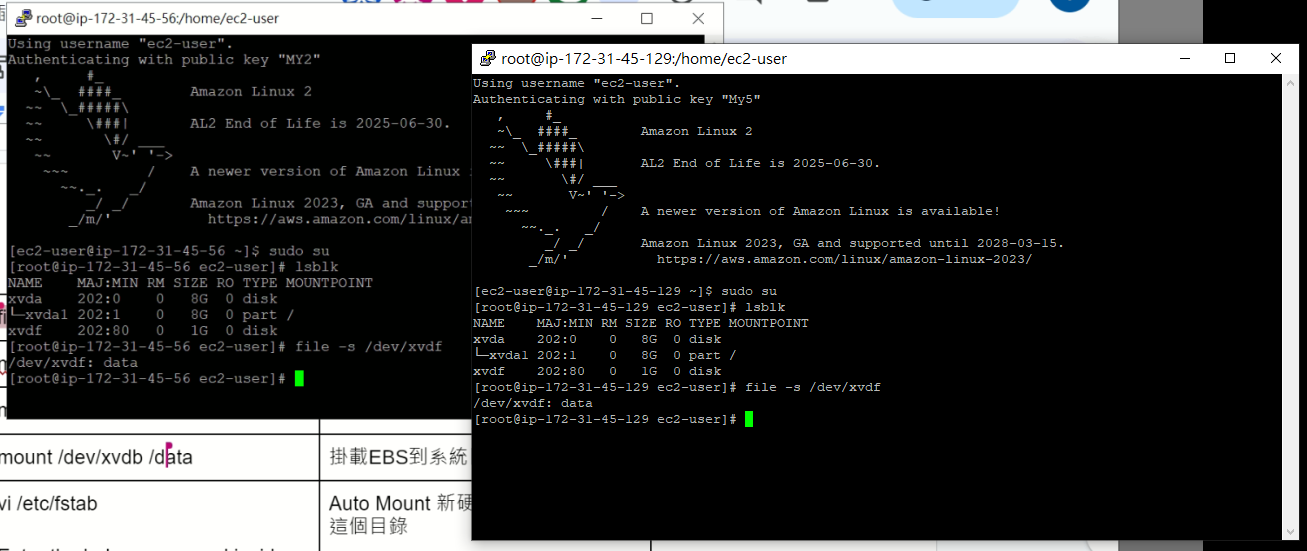 root@ip-172-31-45-56:/home/ec2-user
Using username "ec2-user".
Authenticating with public key "MY2"
   ,     #_
   ~\_  ####_        Amazon Linux 2
  ~~  \_#####\
  ~~     \###|       AL2 End of Life is 2025-06-30.
  ~~       \#/ ___
   ~~       V~' '->
    ~~~         /    A newer version of Amazon Linux
      ~~._.   _/
         _/ _/       Amazon Linux 2023, GA and support
       _/m/'           https://aws.amazon.com/linux/am
[ec2-user@ip-172-31-45-56 ~]$ sudo su
[root@ip-172-31-45-56 ec2-user]# lsblk
NAME    MAJ:MIN RM SIZE RO TYPE MOUNTPOINT
xvda    202:0    0   8G  0 disk
└─xvda1 202:1    0   8G  0 part /
xvdf    202:80   0   1G  0 disk
[root@ip-172-31-45-56 ec2-user]# file -s /dev/xvdf
/dev/xvdf: data
[root@ip-172-31-45-56 ec2-user]#
root@ip-172-31-45-129:/home/ec2-user
Using username "ec2-user".
Authenticating with public key "My5"
   ,     #_
   ~\_  ####_        Amazon Linux 2
  ~~  \_#####\
  ~~     \###|       AL2 End of Life is 2025-06-30.
  ~~       \#/ ___
   ~~       V~' '->
    ~~~         /    A newer version of Amazon Linux is available!
      ~~._.   _/
         _/ _/       Amazon Linux 2023, GA and supported until 2028-03-15.
       _/m/'           https://aws.amazon.com/linux/amazon-linux-2023/
[ec2-user@ip-172-31-45-129 ~]$ sudo su
[root@ip-172-31-45-129 ec2-user]# lsblk
NAME    MAJ:MIN RM SIZE RO TYPE MOUNTPOINT
xvda    202:0    0   8G  0 disk
└─xvda1 202:1    0   8G  0 part /
xvdf    202:80   0   1G  0 disk
[root@ip-172-31-45-129 ec2-user]# file -s /dev/xvdf
/dev/xvdf: data
[root@ip-172-31-45-129 ec2-user]#
mount /dev/xvdb /data
掛載EBS到系統
vi /etc/fstab
Auto Mount 新硬
這個目錄